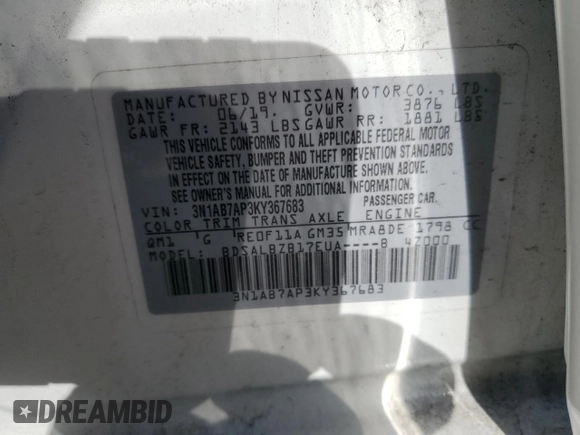 MANUFACTURED BY NISSAN MOTOR CO., LTD.
DATE: 06/19. GVWR: 3876 LBS
GAWR FR: 2143 LBS GAWR RR: 1881 LBS
THIS VEHICLE CONFORMS TO ALL APPLICABLE FEDERAL MOTOR
VEHICLE SAFETY, BUMPER AND THEFT PREVENTION STANDARDS
IN EFFECT ON THE DATE OF MANUFACTURE SHOWN ABOVE.
SEE OWNER'S MANUAL FOR ADDITIONAL INFORMATION.
VIN: 3N1AB7AP3KY367683 PASSENGER CAR.
COLOR TRIM TRANS AXLE ENGINE
QM1 G RE0F11A GM35 MRA8DE 1798 CC
MODEL: BDSALBZB17EUA----B 47000
3N1AB7AP3KY367683
DREAMBID